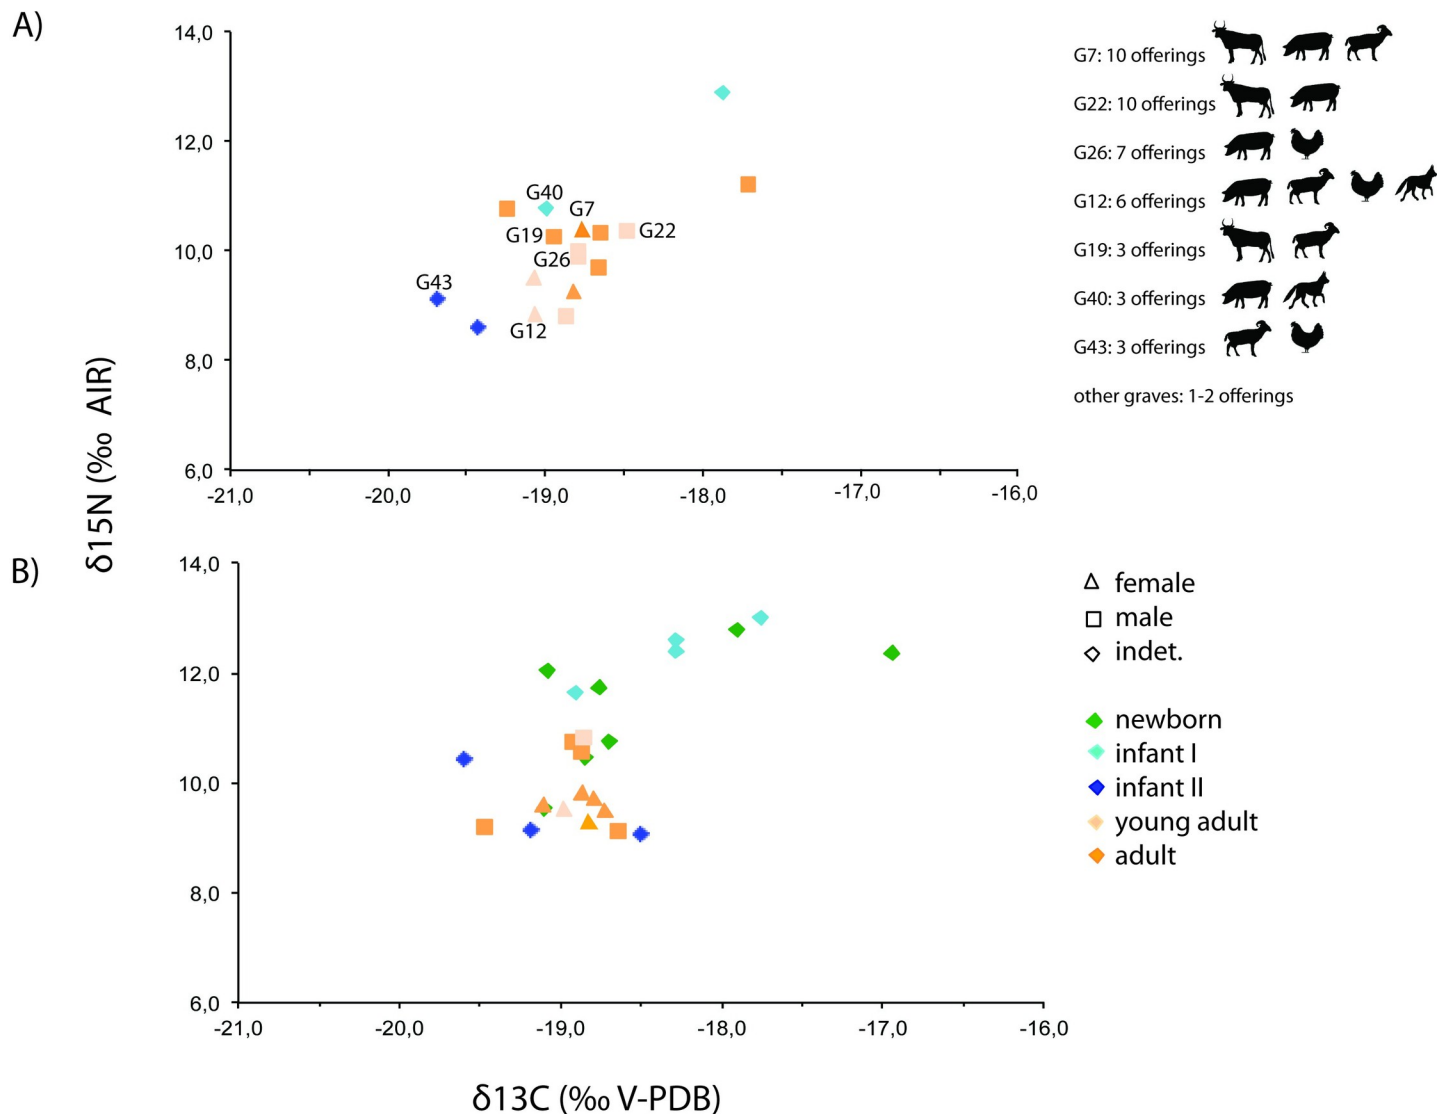 A)
14,0
12,0
10,0
8,0
6,0
-21,0
-20,0
-19,0
-18,0
-17,0
-16,0
G40
G7
G19
G22
G26
G43
G12
G7: 10 offerings
G22: 10 offerings
G26: 7 offerings
G12: 6 offerings
G19: 3 offerings
G40: 3 offerings
G43: 3 offerings
other graves: 1-2 offerings
δ15N (‰ AIR)
B)
14,0
12,0
10,0
8,0
6,0
-21,0
-20,0
-19,0
-18,0
-17,0
-16,0
female
male
indet.
newborn
infant I
infant II
young adult
adult
δ13C (‰ V-PDB)